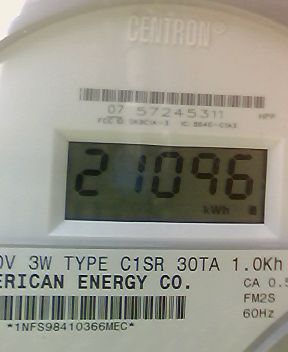 CENTRON®
07 57245311
21096
kWh
0V 3W TYPE C1SR 30TA 1.0Kh
ERICAN ENERGY CO.
CA 0.5
FM2S
60Hz
*1NFS98410366MEC*